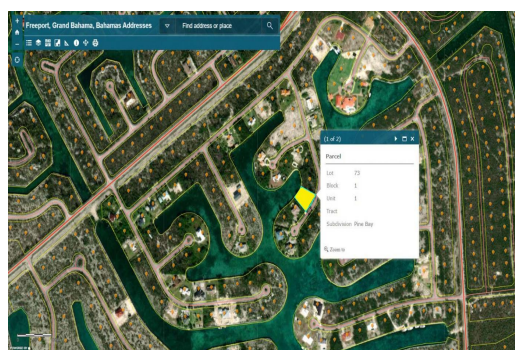 Freeport, Grand Bahama, Bahamas Addresses
Find address or place
(1 of 2)
Parcel
Lot 73
Block 1
Unit 1
Tract
Subdivision Pine Bay
Zoom to